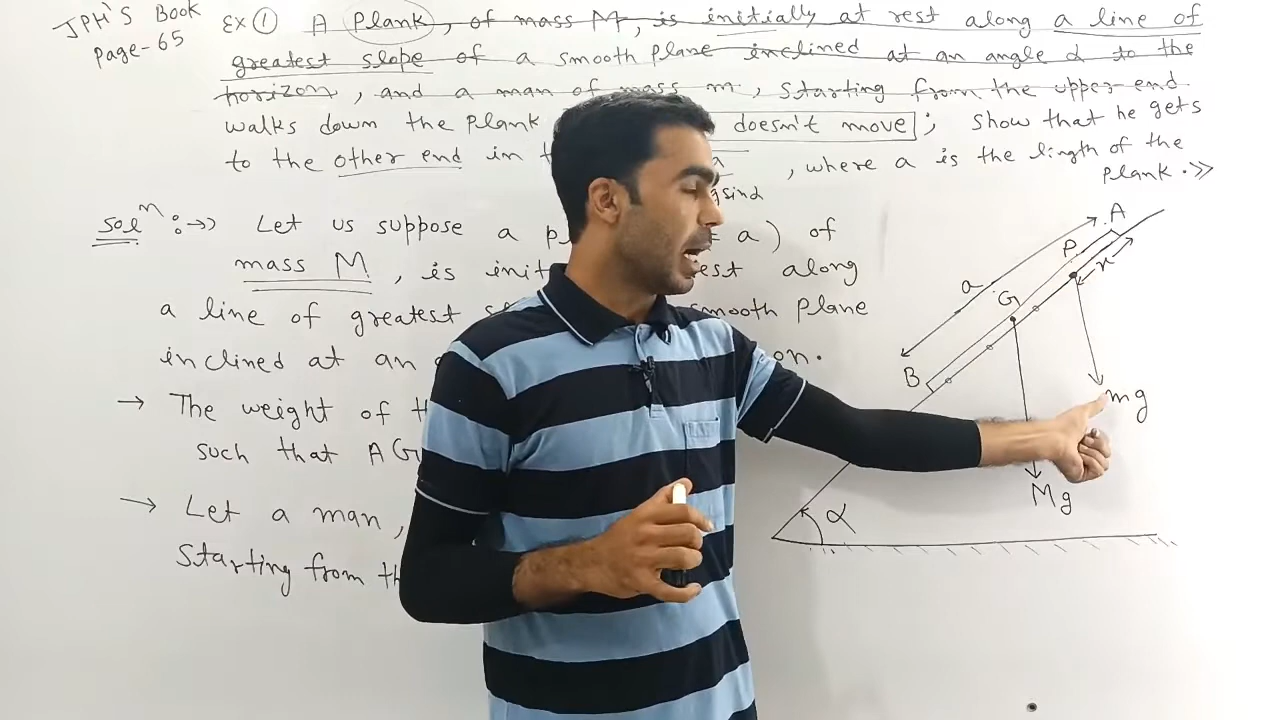 JPH'S Book
Page-65
Ex ① A Plank, of mass M, is initially at rest along a line of
greatest slope of a smooth plane inclined at an angle α to the
horizon, and a man of mass m, starting from the upper end
walks down the plank doesn't move; show that he gets
to the other end in , where a is the length of the
plank.>>
gsinα
Solⁿ :→ Let us suppose a a) of
mass M, is along
a line of greatest smooth plane
inclined at an
→ The weight of
such that AG
→ Let a man,
Starting from
A
P
x
a
G
B
mg
Mg
α